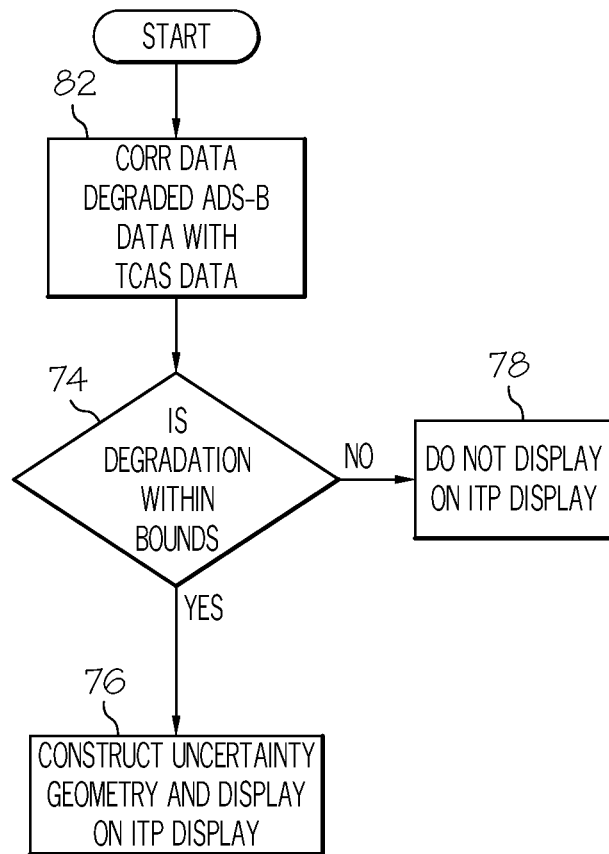 START
82
CORR DATA
DEGRADED ADS-B
DATA WITH
TCAS DATA
74
IS
DEGRADATION
WITHIN
BOUNDS
NO
78
DO NOT DISPLAY
ON ITP DISPLAY
YES
76
CONSTRUCT UNCERTAINTY
GEOMETRY AND DISPLAY
ON ITP DISPLAY